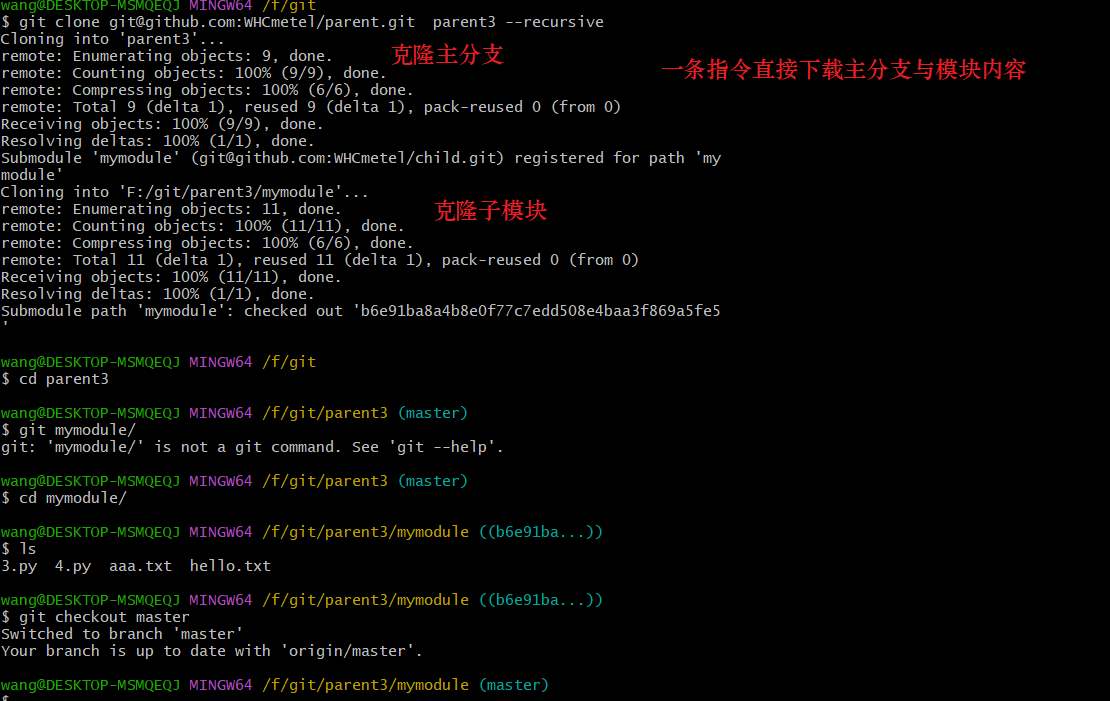 wang@DESKTOP-MSMQEQJ MINGW64 /f/git
$ git clone git@github.com:WHCmetel/parent.git  parent3 --recursive
Cloning into 'parent3'...
remote: Enumerating objects: 9, done.
克隆主分支
一条指令直接下载主分支与模块内容
remote: Counting objects: 100% (9/9), done.
remote: Compressing objects: 100% (6/6), done.
remote: Total 9 (delta 1), reused 9 (delta 1), pack-reused 0 (from 0)
Receiving objects: 100% (9/9), done.
Resolving deltas: 100% (1/1), done.
Submodule 'mymodule' (git@github.com:WHCmetel/child.git) registered for path 'my
module'
Cloning into 'F:/git/parent3/mymodule'...
remote: Enumerating objects: 11, done.
克隆子模块
remote: Counting objects: 100% (11/11), done.
remote: Compressing objects: 100% (6/6), done.
remote: Total 11 (delta 1), reused 11 (delta 1), pack-reused 0 (from 0)
Receiving objects: 100% (11/11), done.
Resolving deltas: 100% (1/1), done.
Submodule path 'mymodule': checked out 'b6e91ba8a4b8e0f77c7edd508e4baa3f869a5fe5
'
wang@DESKTOP-MSMQEQJ MINGW64 /f/git
$ cd parent3
wang@DESKTOP-MSMQEQJ MINGW64 /f/git/parent3 (master)
$ git mymodule/
git: 'mymodule/' is not a git command. See 'git --help'.
wang@DESKTOP-MSMQEQJ MINGW64 /f/git/parent3 (master)
$ cd mymodule/
wang@DESKTOP-MSMQEQJ MINGW64 /f/git/parent3/mymodule ((b6e91ba...))
$ ls
3.py  4.py  aaa.txt  hello.txt
wang@DESKTOP-MSMQEQJ MINGW64 /f/git/parent3/mymodule ((b6e91ba...))
$ git checkout master
Switched to branch 'master'
Your branch is up to date with 'origin/master'.
wang@DESKTOP-MSMQEQJ MINGW64 /f/git/parent3/mymodule (master)
$